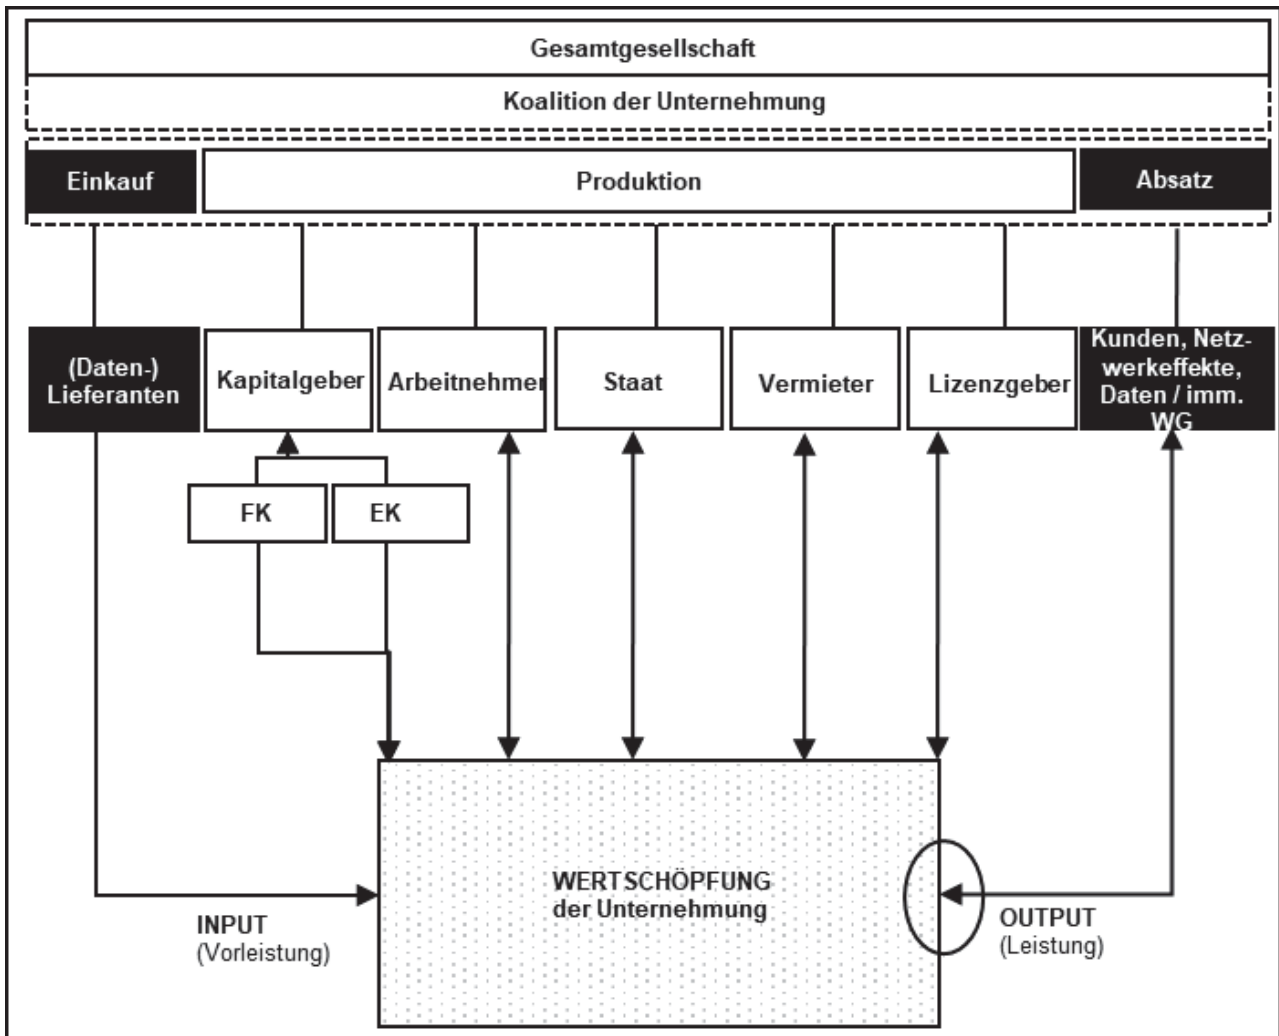 Gesamtgesellschaft
Koalition der Unternehmung
Einkauf
Produktion
Absatz
(Daten-)
Lieferanten
Kapitalgeber
Arbeitnehmer
Staat
Vermieter
Lizenzgeber
Kunden, Netz-
werkeffekte,
Daten / imm.
WG
FK
EK
WERTSCHÖPFUNG
der Unternehmung
INPUT
(Vorleistung)
OUTPUT
(Leistung)